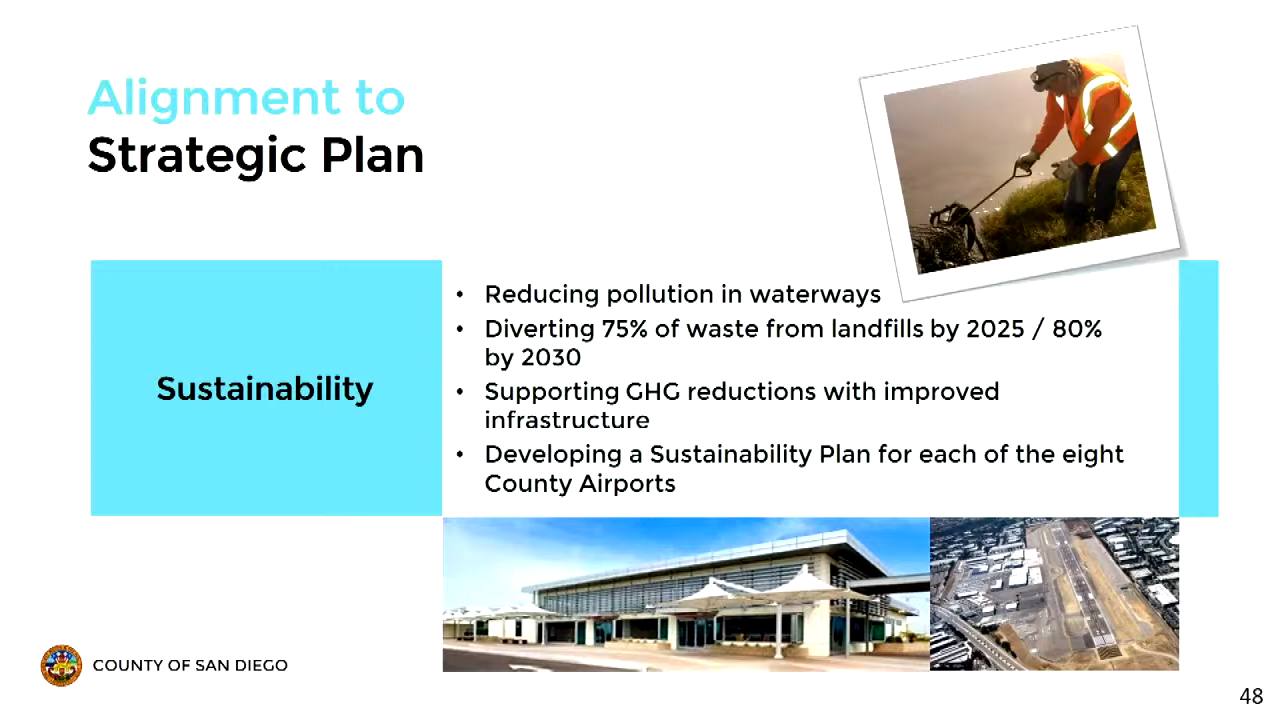 Alignment to
Strategic Plan
Sustainability
• Reducing pollution in waterways
• Diverting 75% of waste from landfills by 2025 / 80%
by 2030
• Supporting GHG reductions with improved
infrastructure
• Developing a Sustainability Plan for each of the eight
County Airports
COUNTY OF SAN DIEGO
48